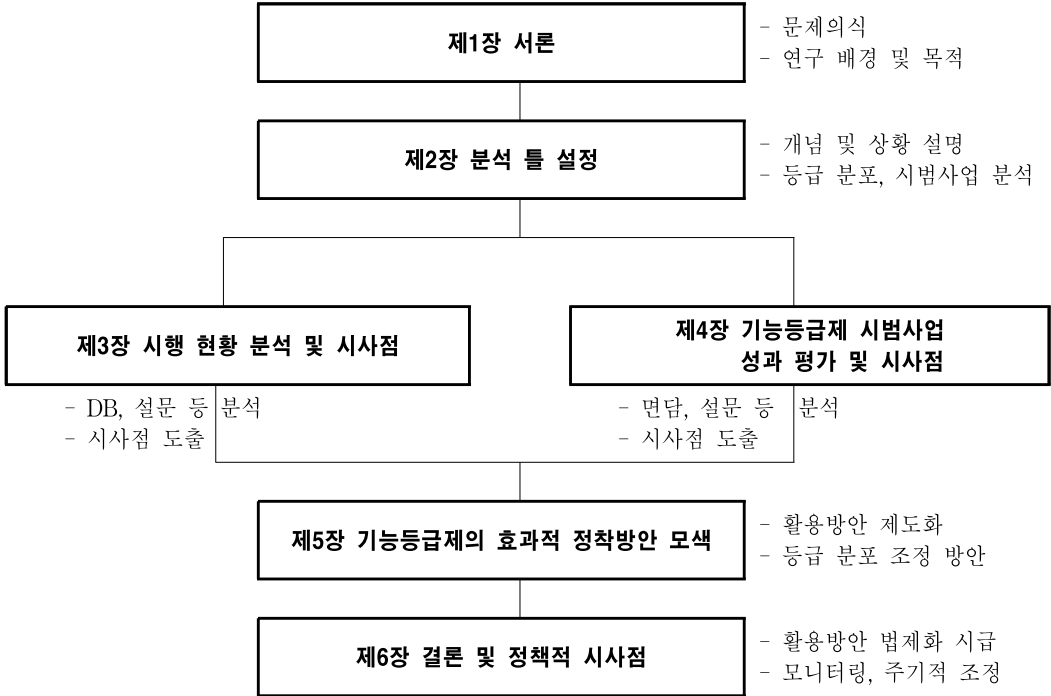 제1장 서론
- 문제의식
- 연구 배경 및 목적
제2장 분석 틀 설정
- 개념 및 상황 설명
- 등급 분포, 시범사업 분석
제3장 시행 현황 분석 및 시사점
- DB, 설문 등 분석
- 시사점 도출
제4장 기능등급제 시범사업
성과 평가 및 시사점
- 면담, 설문 등 분석
- 시사점 도출
제5장 기능등급제의 효과적 정착방안 모색
- 활용방안 제도화
- 등급 분포 조정 방안
제6장 결론 및 정책적 시사점
- 활용방안 법제화 시급
- 모니터링, 주기적 조정